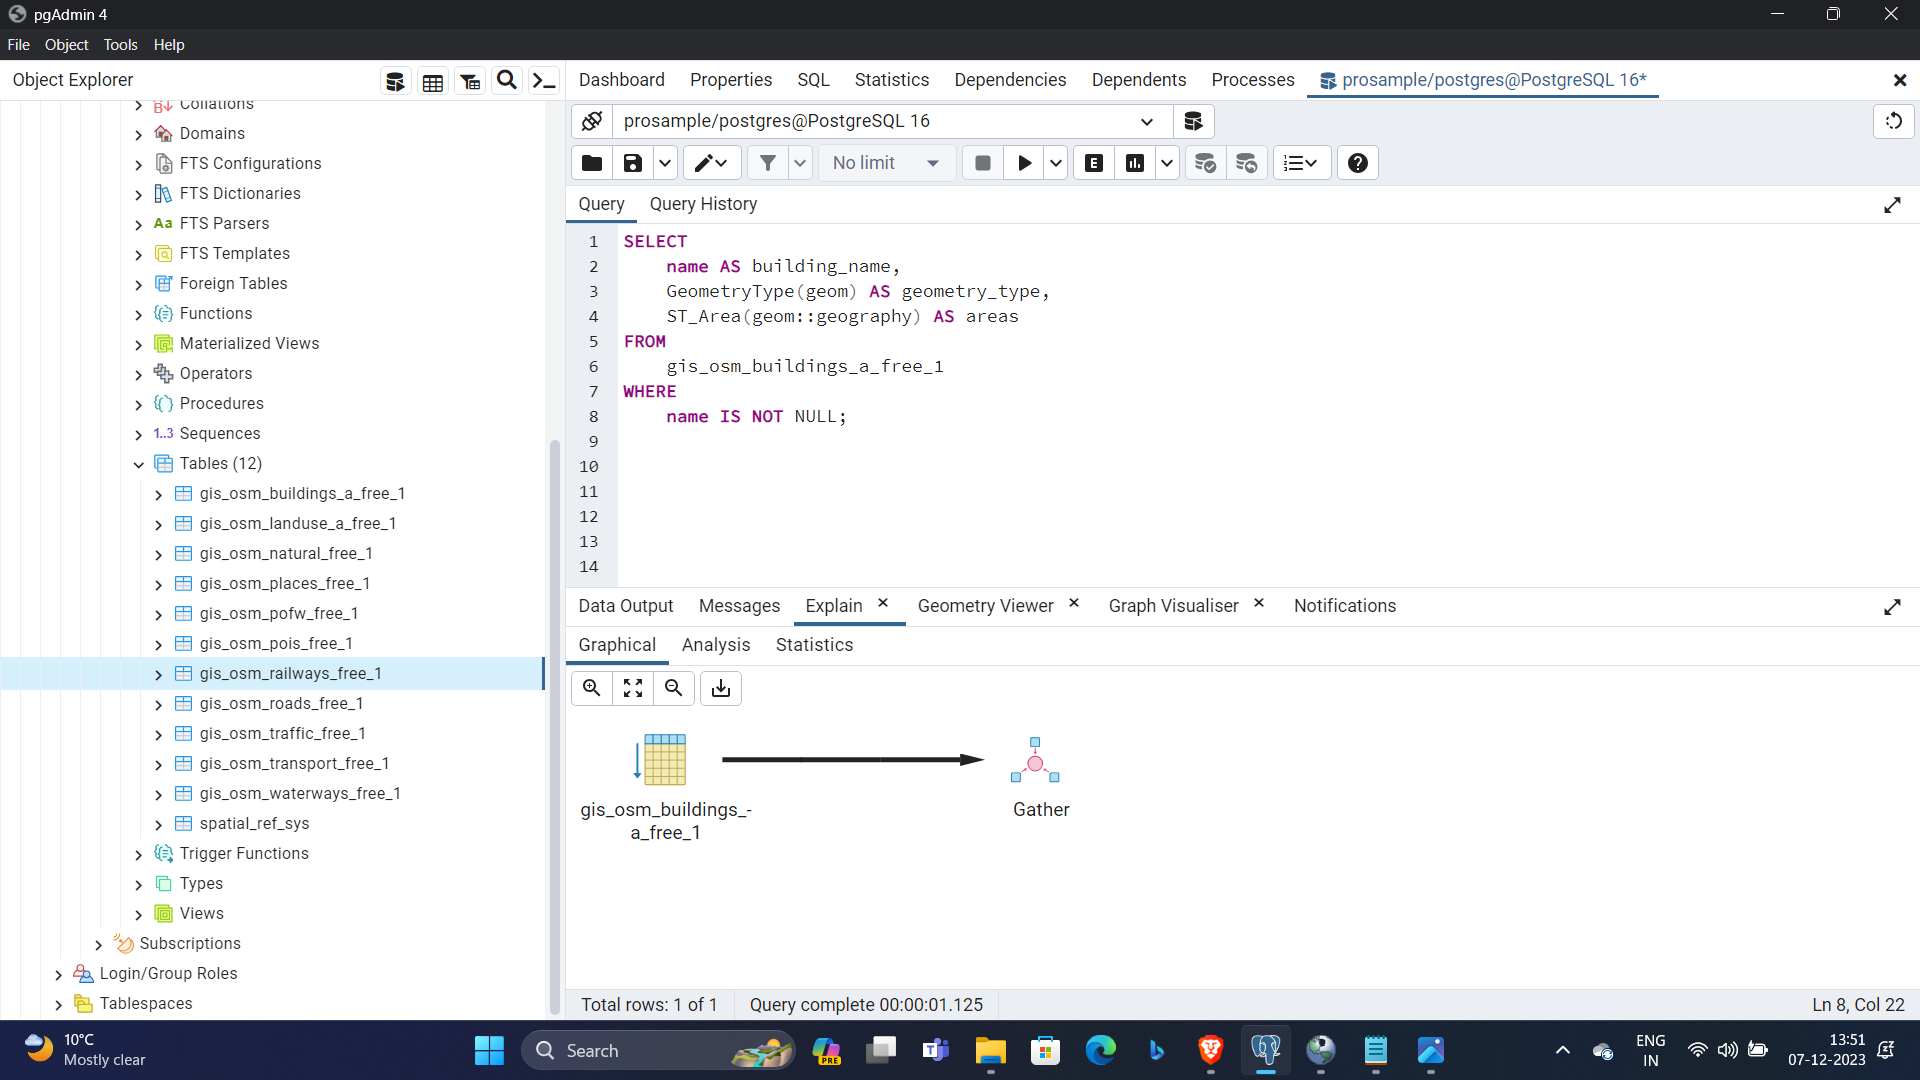 pgAdmin 4
File Object Tools Help
Object Explorer
Dashboard Properties SQL Statistics Dependencies Dependents Processes prosample/postgres@PostgreSQL 16*
Collations
Domains
FTS Configurations
FTS Dictionaries
Aa FTS Parsers
FTS Templates
Foreign Tables
Functions
Materialized Views
Operators
Procedures
1..3 Sequences
Tables (12)
gis_osm_buildings_a_free_1
gis_osm_landuse_a_free_1
gis_osm_natural_free_1
gis_osm_places_free_1
gis_osm_pofw_free_1
gis_osm_pois_free_1
gis_osm_railways_free_1
gis_osm_roads_free_1
gis_osm_traffic_free_1
gis_osm_transport_free_1
gis_osm_waterways_free_1
spatial_ref_sys
Trigger Functions
Types
Views
Subscriptions
Login/Group Roles
Tablespaces
prosample/postgres@PostgreSQL 16
No limit
E
Query Query History
1 SELECT
2 name AS building_name,
3 GeometryType(geom) AS geometry_type,
4 ST_Area(geom::geography) AS areas
5 FROM
6 gis_osm_buildings_a_free_1
7 WHERE
8 name IS NOT NULL;
9
10
11
12
13
14
Data Output Messages Explain Geometry Viewer Graph Visualiser Notifications
Graphical Analysis Statistics
gis_osm_buildings_-
a_free_1
Gather
Total rows: 1 of 1 Query complete 00:00:01.125 Ln 8, Col 22
10°C
Mostly clear
Search
PRE
ENG
IN
13:51
07-12-2023